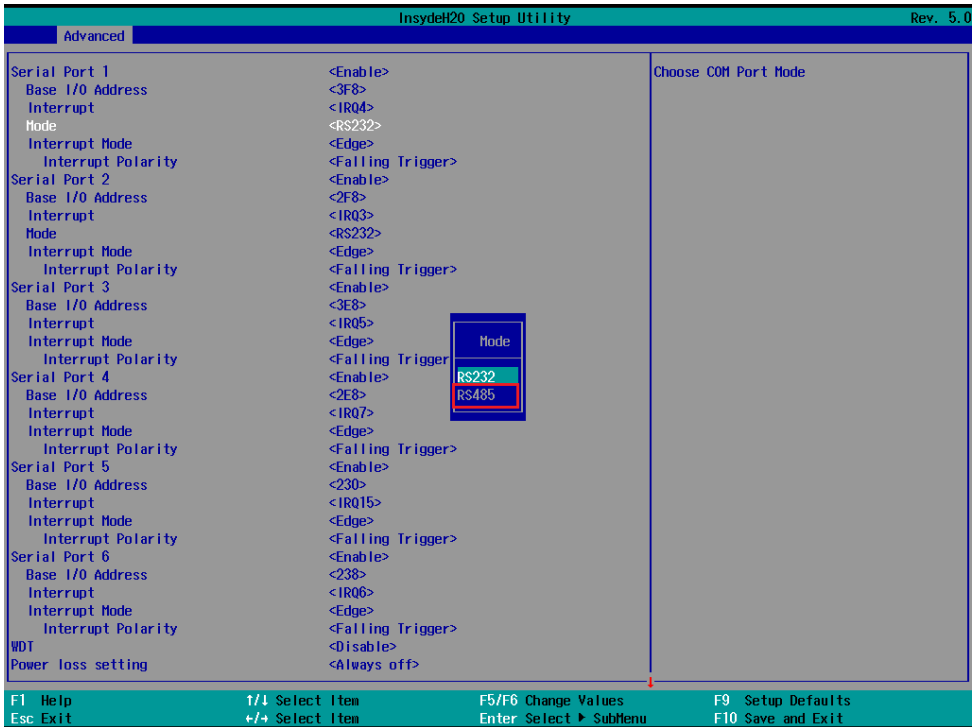 InsydeH20 Setup Utility Rev. 5.0
Advanced
Serial Port 1 <Enable> Choose COM Port Mode
Base I/O Address <3F8>
Interrupt <IRQ4>
Mode <RS232>
Interrupt Mode <Edge>
Interrupt Polarity <Falling Trigger>
Serial Port 2 <Enable>
Base I/O Address <2F8>
Interrupt <IRQ3>
Mode <RS232>
Interrupt Mode <Edge>
Interrupt Polarity <Falling Trigger>
Serial Port 3 <Enable>
Base I/O Address <3E8>
Interrupt <IRQ5>
Interrupt Mode <Edge>
Interrupt Polarity <Falling Trigger
Serial Port 4 <Enable>
Base I/O Address <2E8>
Interrupt <IRQ7>
Interrupt Mode <Edge>
Interrupt Polarity <Falling Trigger>
Serial Port 5 <Enable>
Base I/O Address <230>
Interrupt <IRQ15>
Interrupt Mode <Edge>
Interrupt Polarity <Falling Trigger>
Serial Port 6 <Enable>
Base I/O Address <238>
Interrupt <IRQ6>
Interrupt Mode <Edge>
Interrupt Polarity <Falling Trigger>
WDT <Disable>
Power loss setting <Always off>
Mode
RS232
RS485
F1 Help ↑/↓ Select Item F5/F6 Change Values F9 Setup Defaults
Esc Exit ←/→ Select Item Enter Select ▶ SubMenu F10 Save and Exit